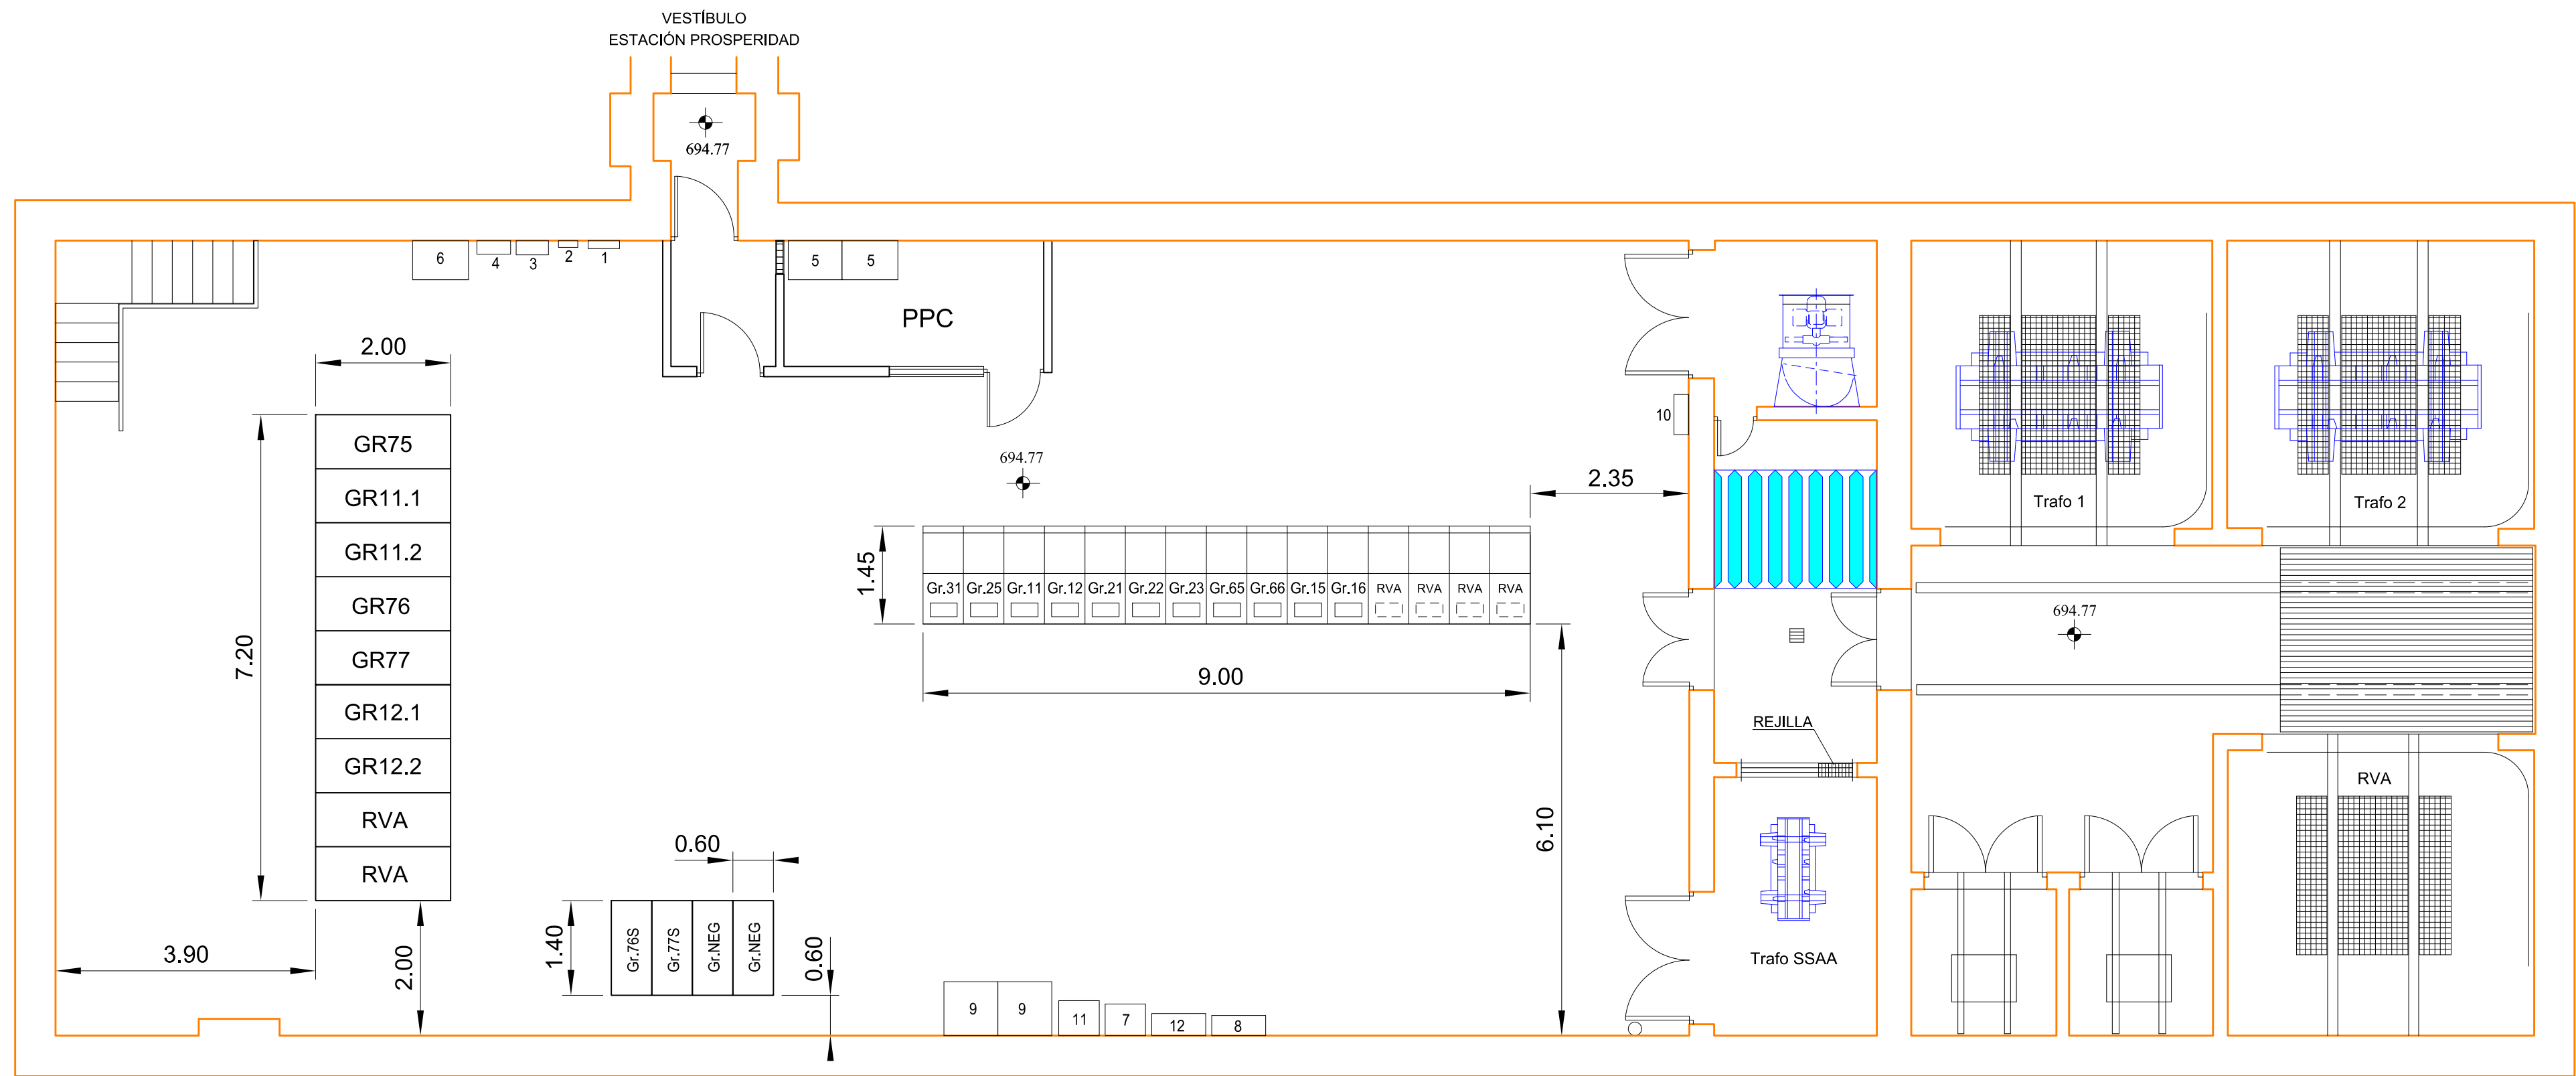 VESTÍBULO
ESTACIÓN PROSPERIDAD
694.77
6
4
3
2
1
5
5
PPC
2.00
GR75
GR11.1
GR11.2
GR76
GR77
GR12.1
GR12.2
RVA
RVA
7.20
3.90
2.00
694.77
2.35
1.45
Gr.31 Gr.25 Gr.11 Gr.12 Gr.21 Gr.22 Gr.23 Gr.65 Gr.66 Gr.15 Gr.16 RVA RVA RVA RVA
9.00
6.10
0.60
1.40
Gr.76S
Gr.77S
Gr.NEG
Gr.NEG
0.60
9
9
11
7
12
8
10
REJILLA
Trafo SSAA
Trafo 1
Trafo 2
694.77
RVA